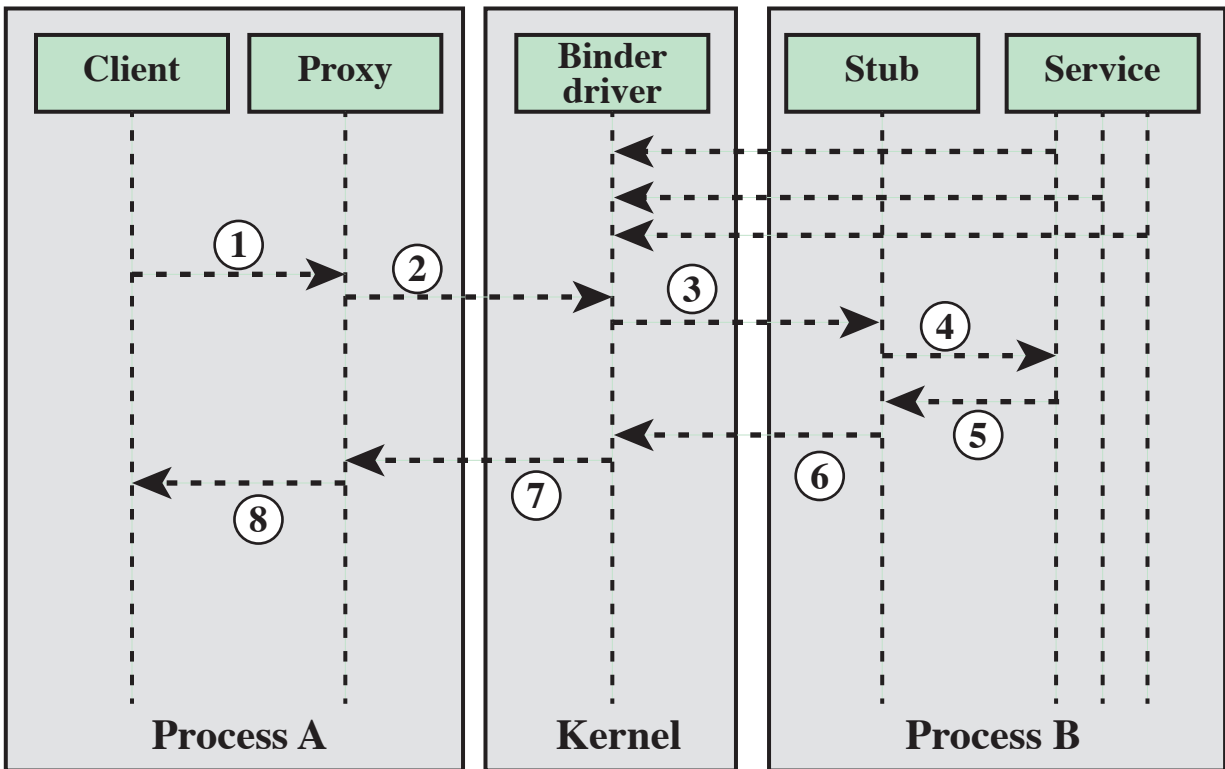 Client
Proxy
Binder
driver
Stub
Service
1
2
3
4
5
6
7
8
Process A
Kernel
Process B